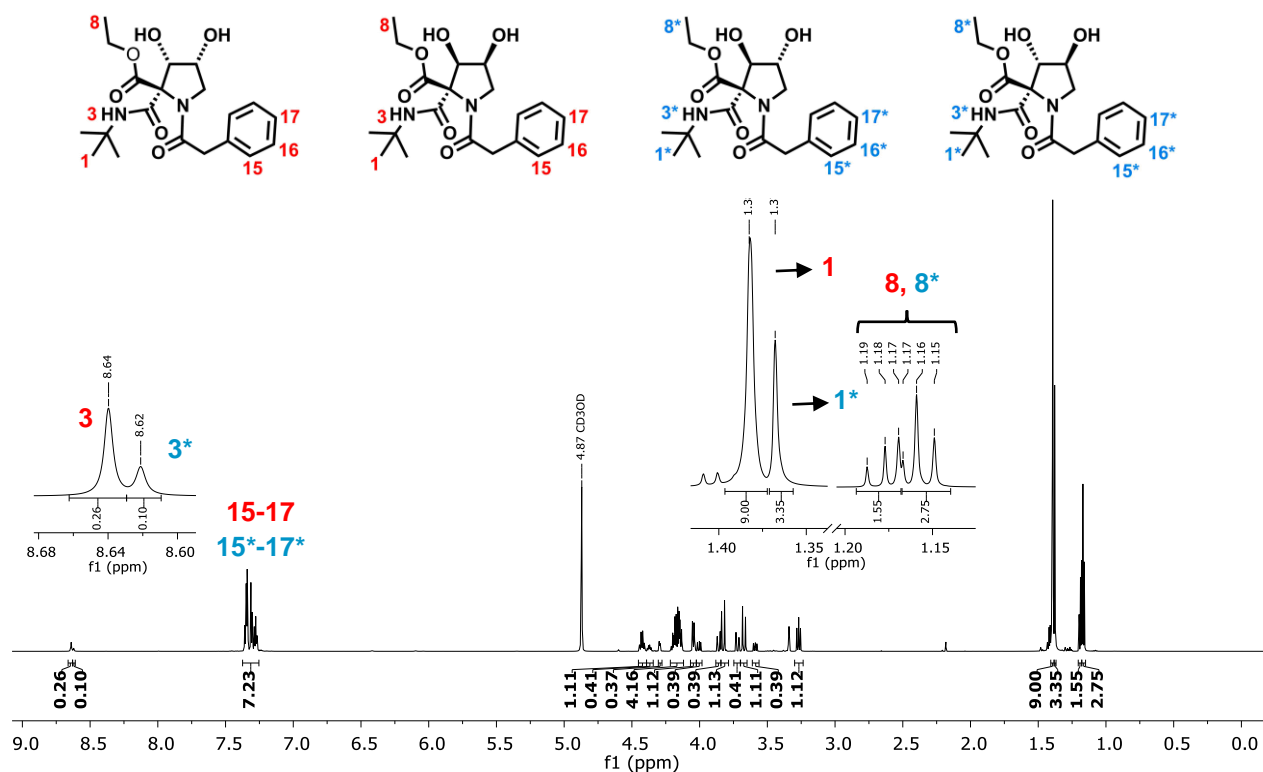 8 HO OH
O
O
3 HN N 17
O
1 O 16
15
8 HO OH
O
O
3 HN N 17
O
1 O 16
15
8* HO OH
O
O
3* HN N 17*
O
1* O 16*
15*
8* HO OH
O
O
3* HN N 17*
O
1* O 16*
15*
1.3 1.3
1
8, 8*
1*
1.19 1.18 1.17 1.17 1.16 1.15
8.64
8.62
3
3*
4.87 CD3OD
15-17
15*-17*
0.26 0.10
8.68 8.64 8.60
f1 (ppm)
9.00 3.35
1.55 2.75
1.40 1.35 1.20 1.15
f1 (ppm)
0.26 0.10 7.23 1.11 0.41 0.37 4.16 1.12 0.39 0.39 1.13 0.41 1.11 0.39 1.12 9.00 3.35 1.55 2.75
9.0 8.5 8.0 7.5 7.0 6.5 6.0 5.5 5.0 4.5 4.0 3.5 3.0 2.5 2.0 1.5 1.0 0.5 0.0
f1 (ppm)